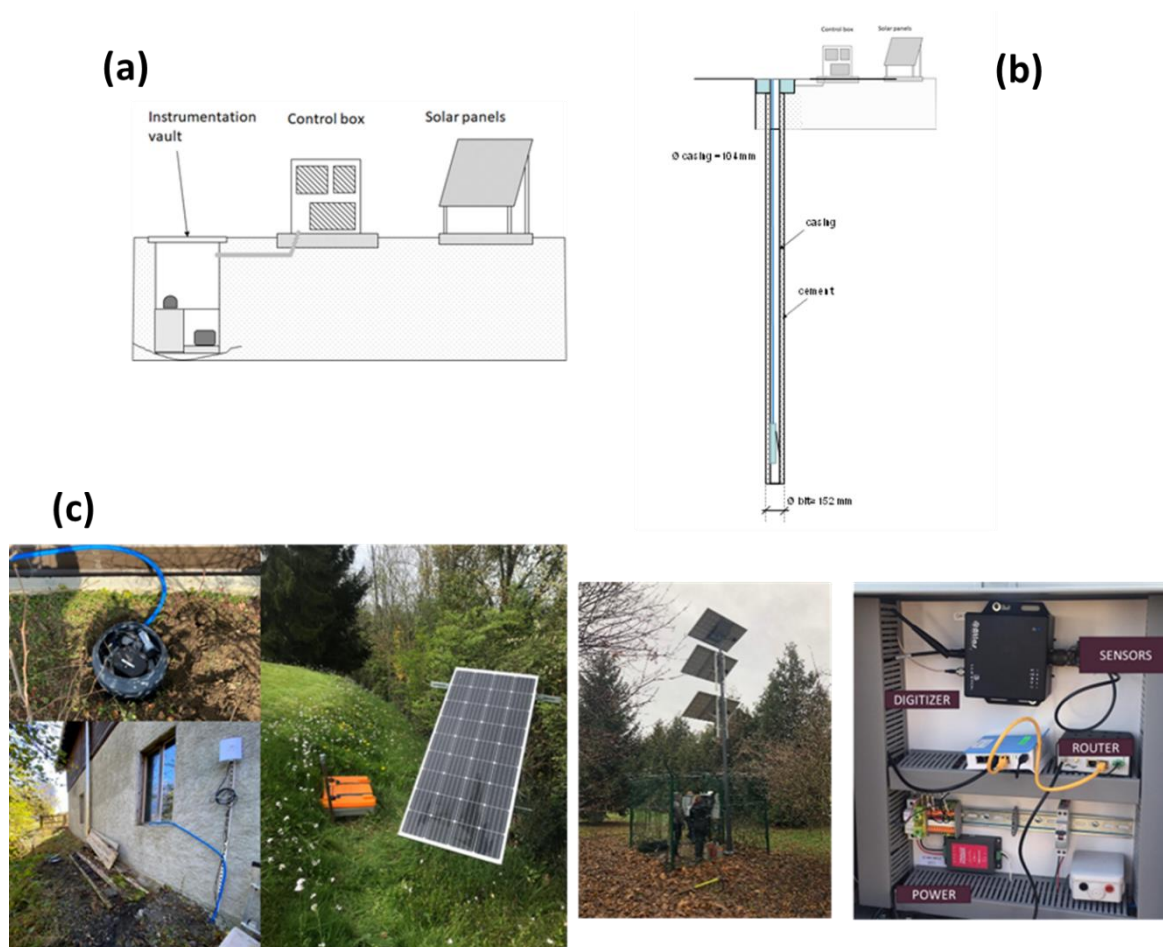 (a)
Instrumentation
vault
Control box
Solar panels
Control box
Solar panels
(b)
Ø casing = 104 mm
casing
cement
Ø bit= 152 mm
(c)
SENSORS
DIGITIZER
ROUTER
POWER